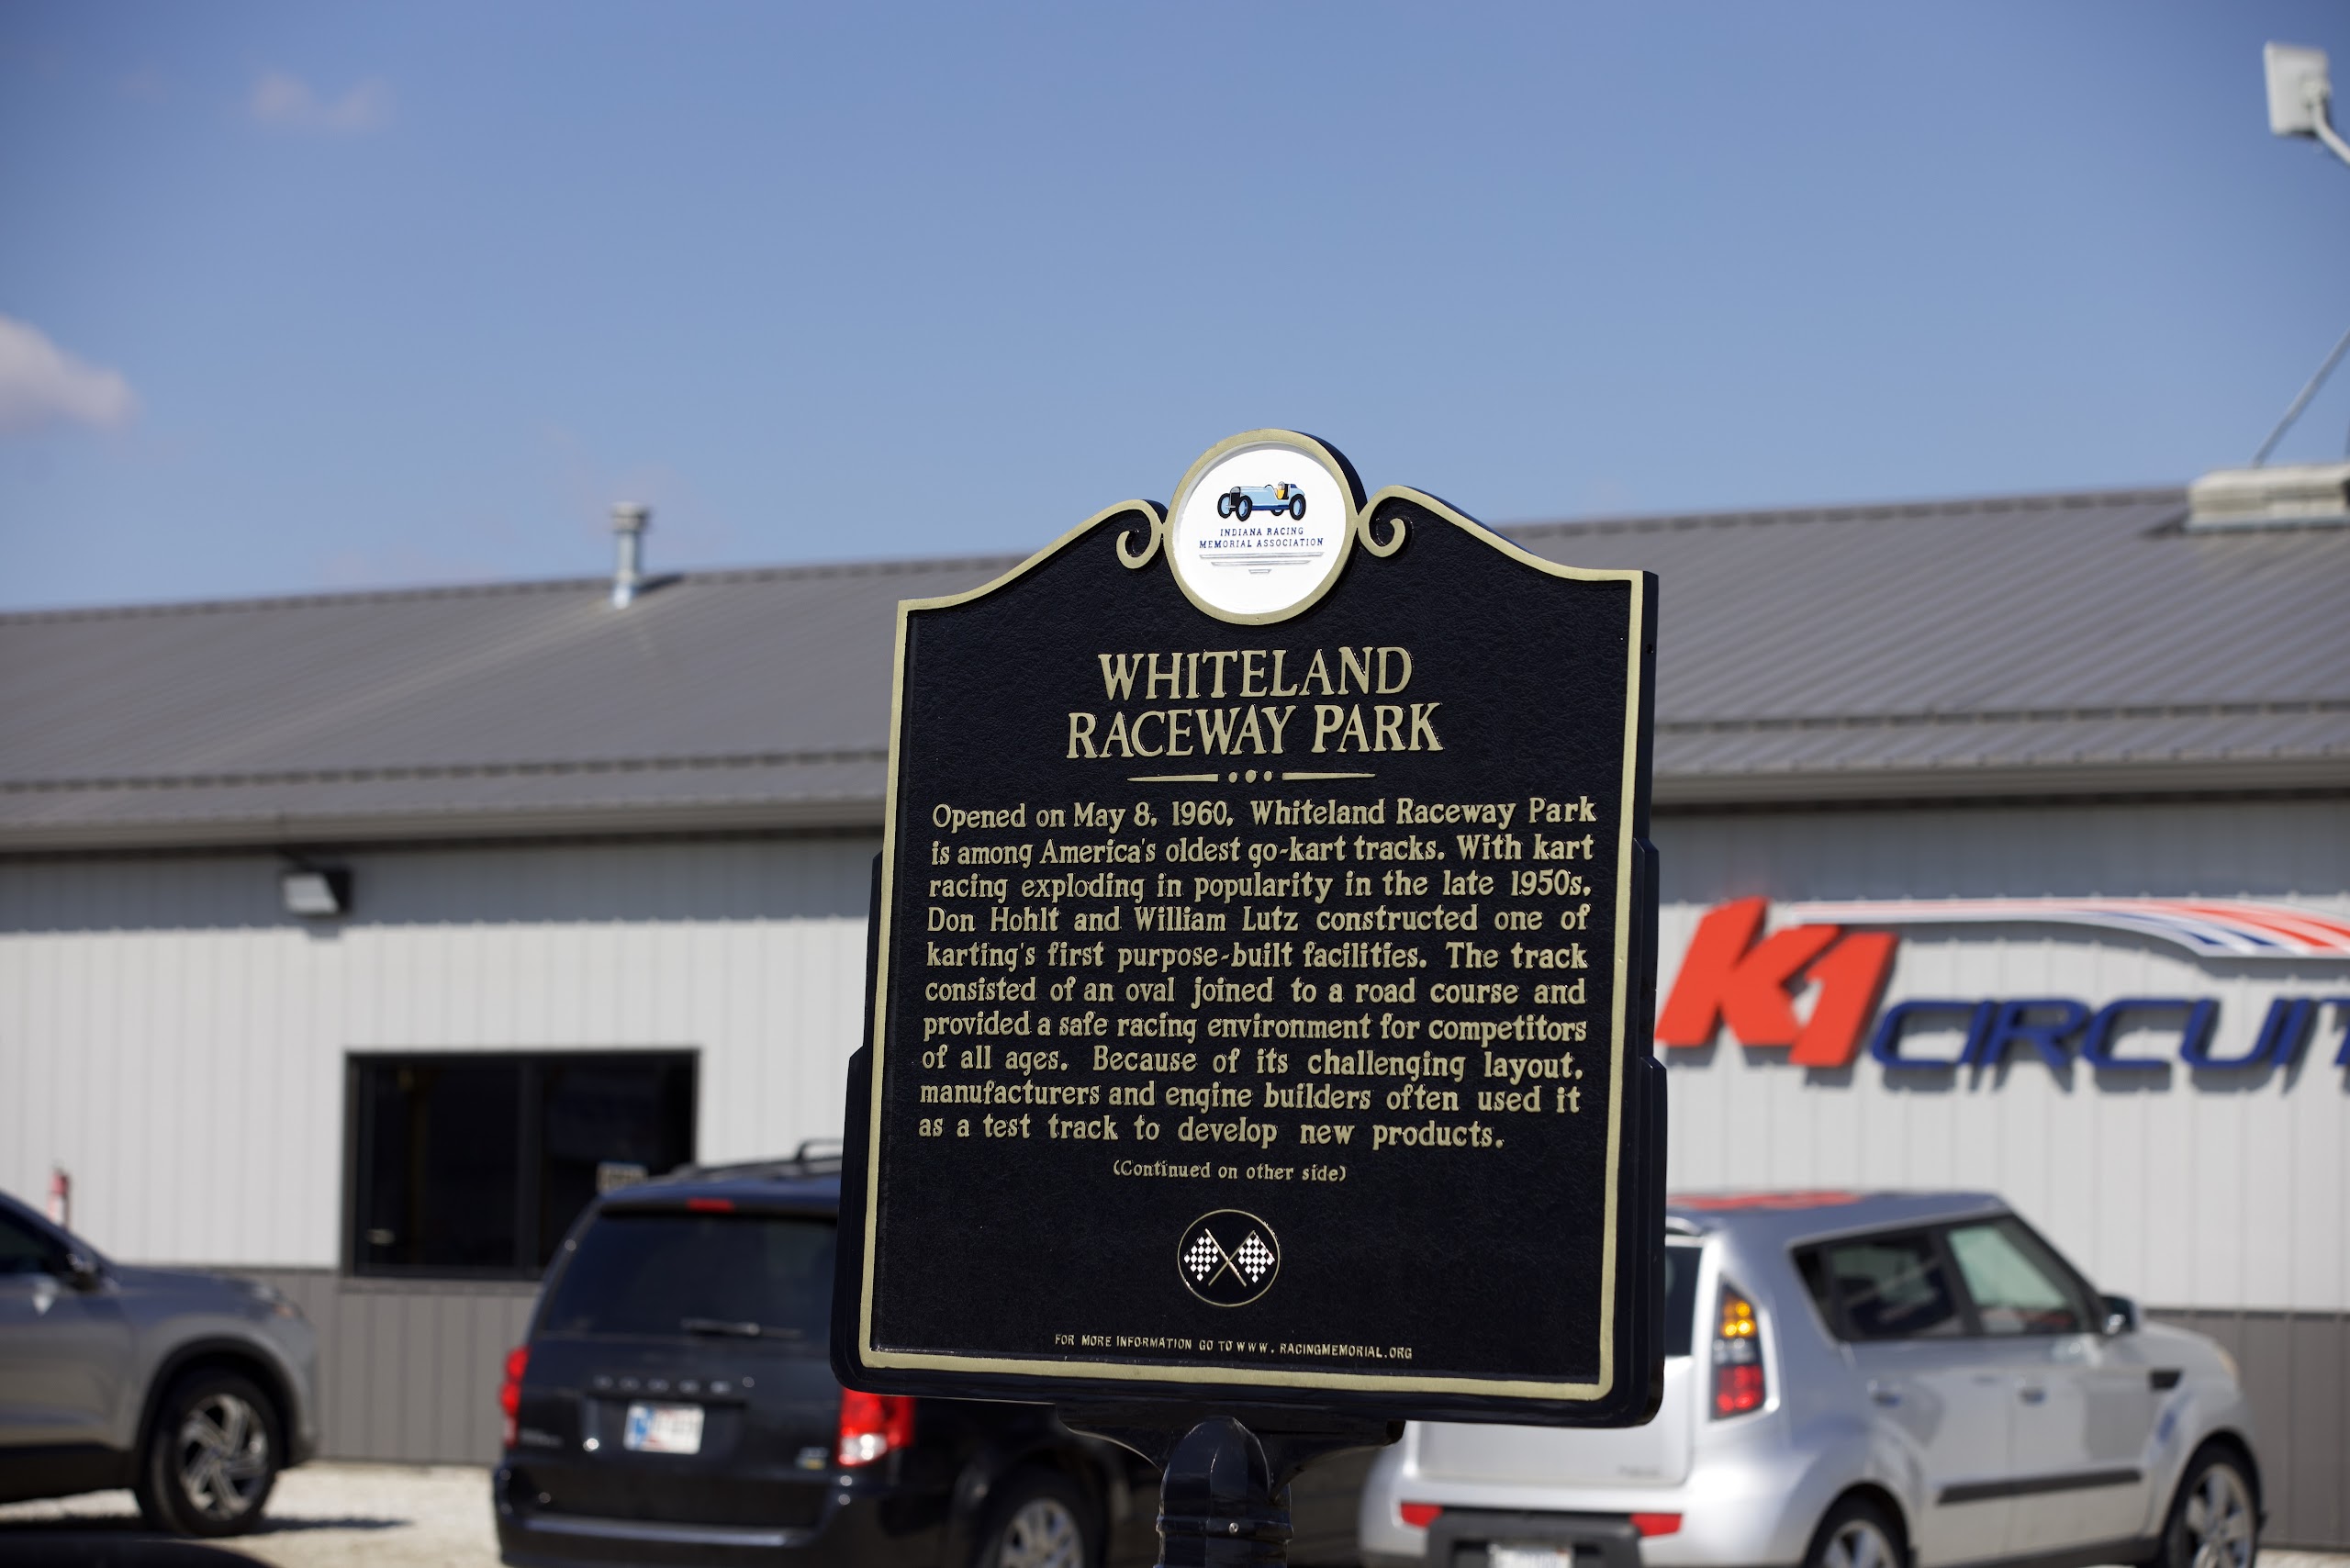 INDIANA RACING
MEMORIAL ASSOCIATION
WHITELAND
RACEWAY PARK
Opened on May 8, 1960, Whiteland Raceway Park
is among America's oldest go-kart tracks. With kart
racing exploding in popularity in the late 1950s,
Don Hohlt and William Lutz constructed one of
karting's first purpose-built facilities. The track
consisted of an oval joined to a road course and
provided a safe racing environment for competitors
of all ages. Because of its challenging layout,
manufacturers and engine builders often used it
as a test track to develop new products.
(Continued on other side)
FOR MORE INFORMATION GO TO WWW.RACINGMEMORIAL.ORG
K1 CIRCUIT
DODGE